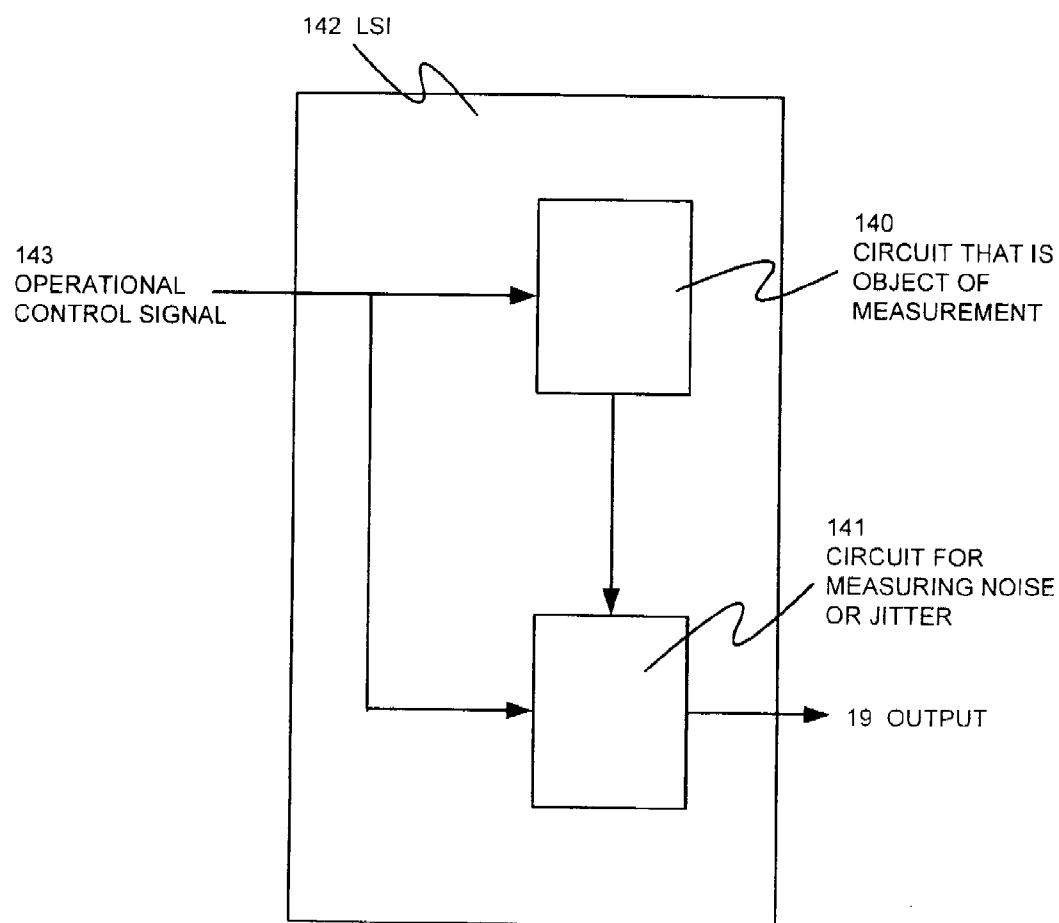 142 LSI
143
OPERATIONAL
CONTROL SIGNAL
140
CIRCUIT THAT IS
OBJECT OF
MEASUREMENT
141
CIRCUIT FOR
MEASURING NOISE
OR JITTER
19 OUTPUT